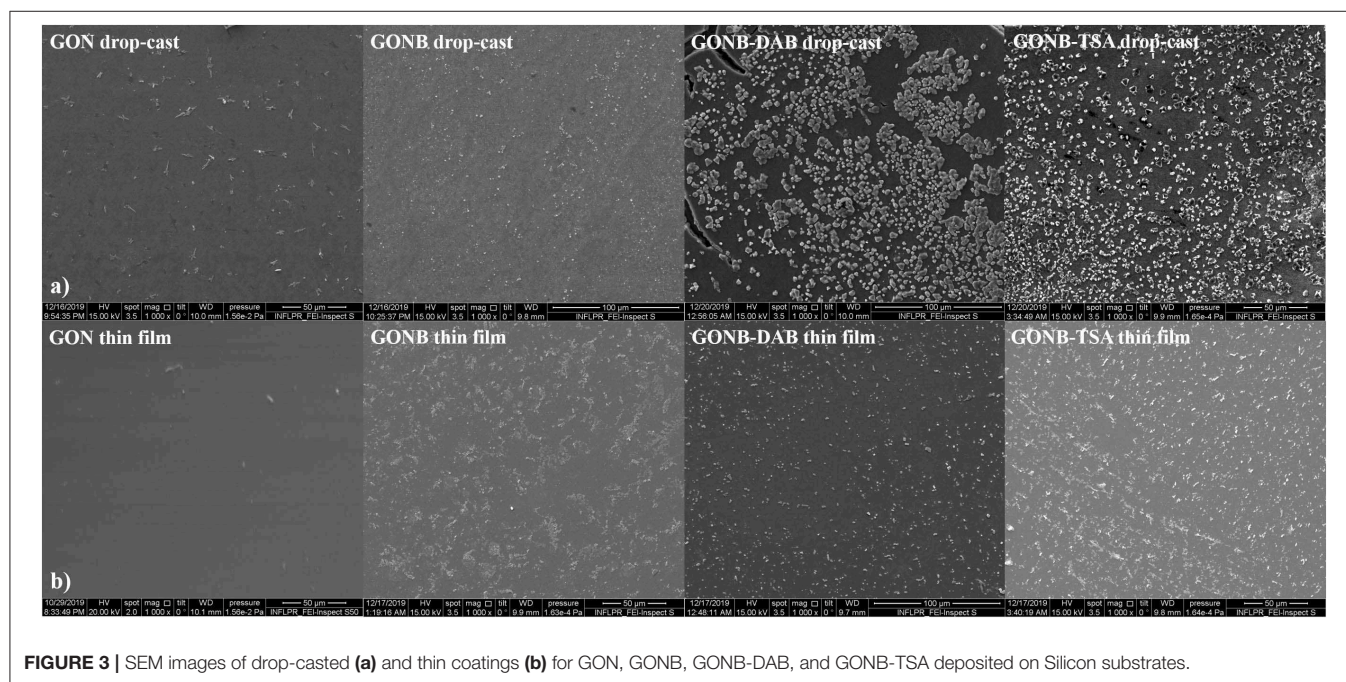 GON drop-cast
GONB drop-cast
GONB-DAB drop-cast
GONB-TSA drop-cast
a)
12/16/2019 HV spot mag □ tilt WD pressure 50 µm
9:54:35 PM 15.00 kV 3.5 1 000 x 0° 10.0 mm 1.56e-2 Pa INFLPR_FEI-Inspect S
12/16/2019 HV spot mag □ tilt WD 100 µm
10:25:37 PM 15.00 kV 3.5 1 000 x 0° 9.8 mm INFLPR_FEI-Inspect S
12/20/2019 HV spot mag □ tilt WD 100 µm
12:56:05 AM 15.00 kV 3.5 1 000 x 0° 10.0 mm INFLPR_FEI-Inspect S
12/20/2019 HV spot mag □ tilt WD pressure 50 µm
3:34:49 AM 15.00 kV 3.5 1 000 x 0° 9.9 mm 1.65e-4 Pa INFLPR_FEI-Inspect S
GON thin film
GONB thin film
GONB-DAB thin film
GONB-TSA thin film
b)
10/29/2019 HV spot mag □ tilt WD pressure 50 µm
8:33:49 PM 20.00 kV 2.0 1 000 x 0° 10.1 mm 1.56e-2 Pa INFLPR_FEI-Inspect S50
12/17/2019 HV spot mag □ tilt WD pressure 50 µm
1:19:16 AM 15.00 kV 3.5 1 000 x 0° 9.9 mm 1.63e-4 Pa INFLPR_FEI-Inspect S
12/17/2019 HV spot mag □ tilt WD 100 µm
12:48:11 AM 15.00 kV 3.5 1 000 x 0° 9.7 mm INFLPR_FEI-Inspect S
12/17/2019 HV spot mag □ tilt WD pressure 50 µm
3:40:19 AM 15.00 kV 3.5 1 000 x 0° 9.8 mm 1.64e-4 Pa INFLPR_FEI-Inspect S
FIGURE 3 | SEM images of drop-casted (a) and thin coatings (b) for GON, GONB, GONB-DAB, and GONB-TSA deposited on Silicon substrates.